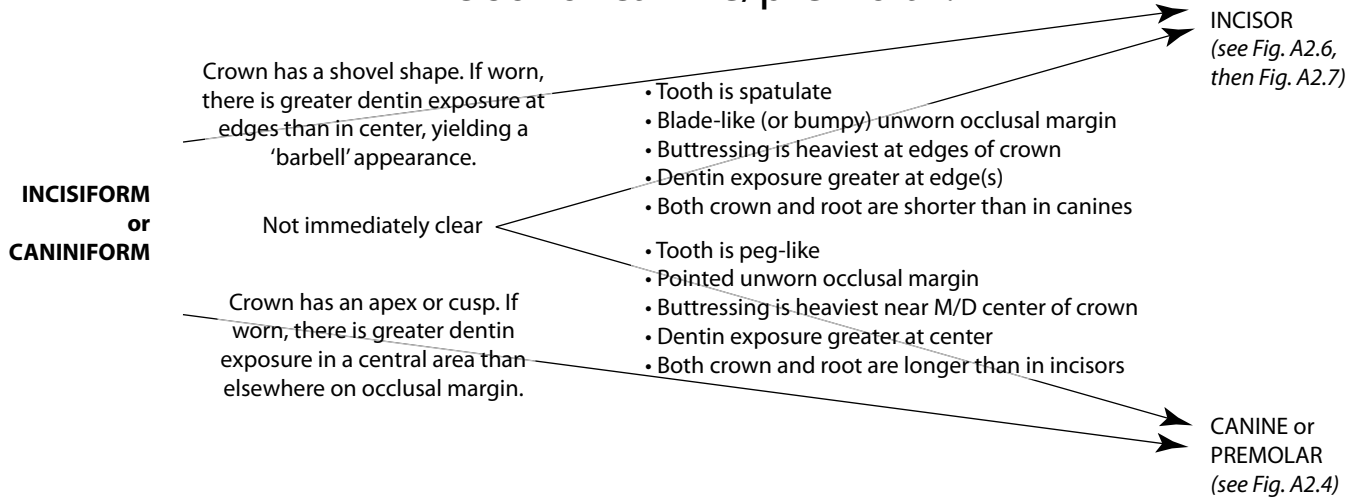 INCISOR
(see Fig. A2.6,
then Fig. A2.7)
Crown has a shovel shape. If worn,
there is greater dentin exposure at
edges than in center, yielding a
‘barbell’ appearance.
• Tooth is spatulate
• Blade-like (or bumpy) unworn occlusal margin
• Buttressing is heaviest at edges of crown
• Dentin exposure greater at edge(s)
• Both crown and root are shorter than in canines
INCISIFORM
or
CANINIFORM
Not immediately clear
• Tooth is peg-like
• Pointed unworn occlusal margin
• Buttressing is heaviest near M/D center of crown
• Dentin exposure greater at center
• Both crown and root are longer than in incisors
Crown has an apex or cusp. If
worn, there is greater dentin
exposure in a central area than
elsewhere on occlusal margin.
CANINE or
PREMOLAR
(see Fig. A2.4)